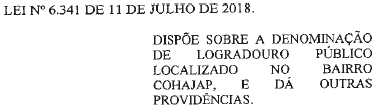 LEI Nº 6.341 DE 11 DE JULHO DE 2018.
DISPÕE SOBRE A DENOMINAÇÃO
DE LOGRADOURO PÚBLICO
LOCALIZADO NO BAIRRO
COHAJAP, E DÁ OUTRAS
PROVIDÊNCIAS.